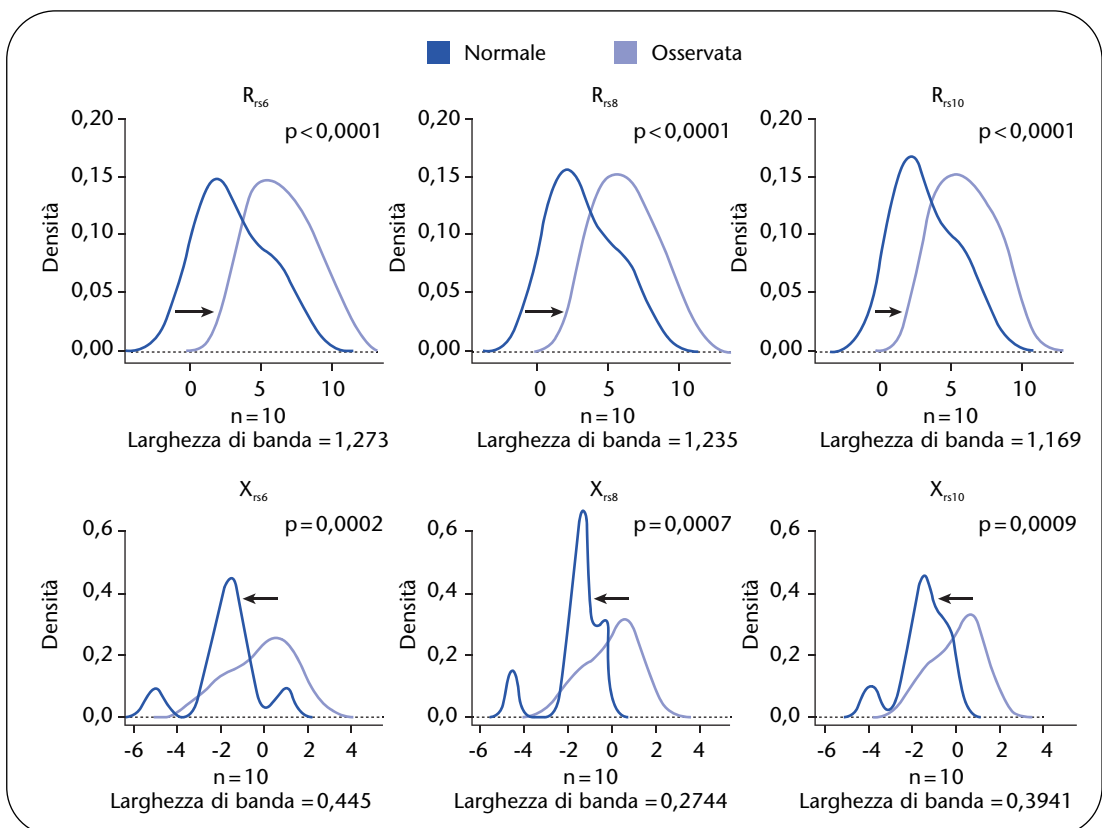 Normale Osservata
R_rs6
p<0,0001
0,20
0,15
0,10
0,05
0,00
Densità
0 5 10
n=10
Larghezza di banda =1,273
R_rs8
p<0,0001
0,20
0,15
0,10
0,05
0,00
Densità
0 5 10
n=10
Larghezza di banda =1,235
R_rs10
p<0,0001
0,20
0,15
0,10
0,05
0,00
Densità
0 5 10
n=10
Larghezza di banda =1,169
X_rs6
p=0,0002
0,6
0,4
0,2
0,0
Densità
-6 -4 -2 0 2 4
n=10
Larghezza di banda =0,445
X_rs8
p=0,0007
0,6
0,4
0,2
0,0
Densità
-6 -4 -2 0 2 4
n=10
Larghezza di banda =0,2744
X_rs10
p=0,0009
0,6
0,4
0,2
0,0
Densità
-6 -4 -2 0 2 4
n=10
Larghezza di banda =0,3941